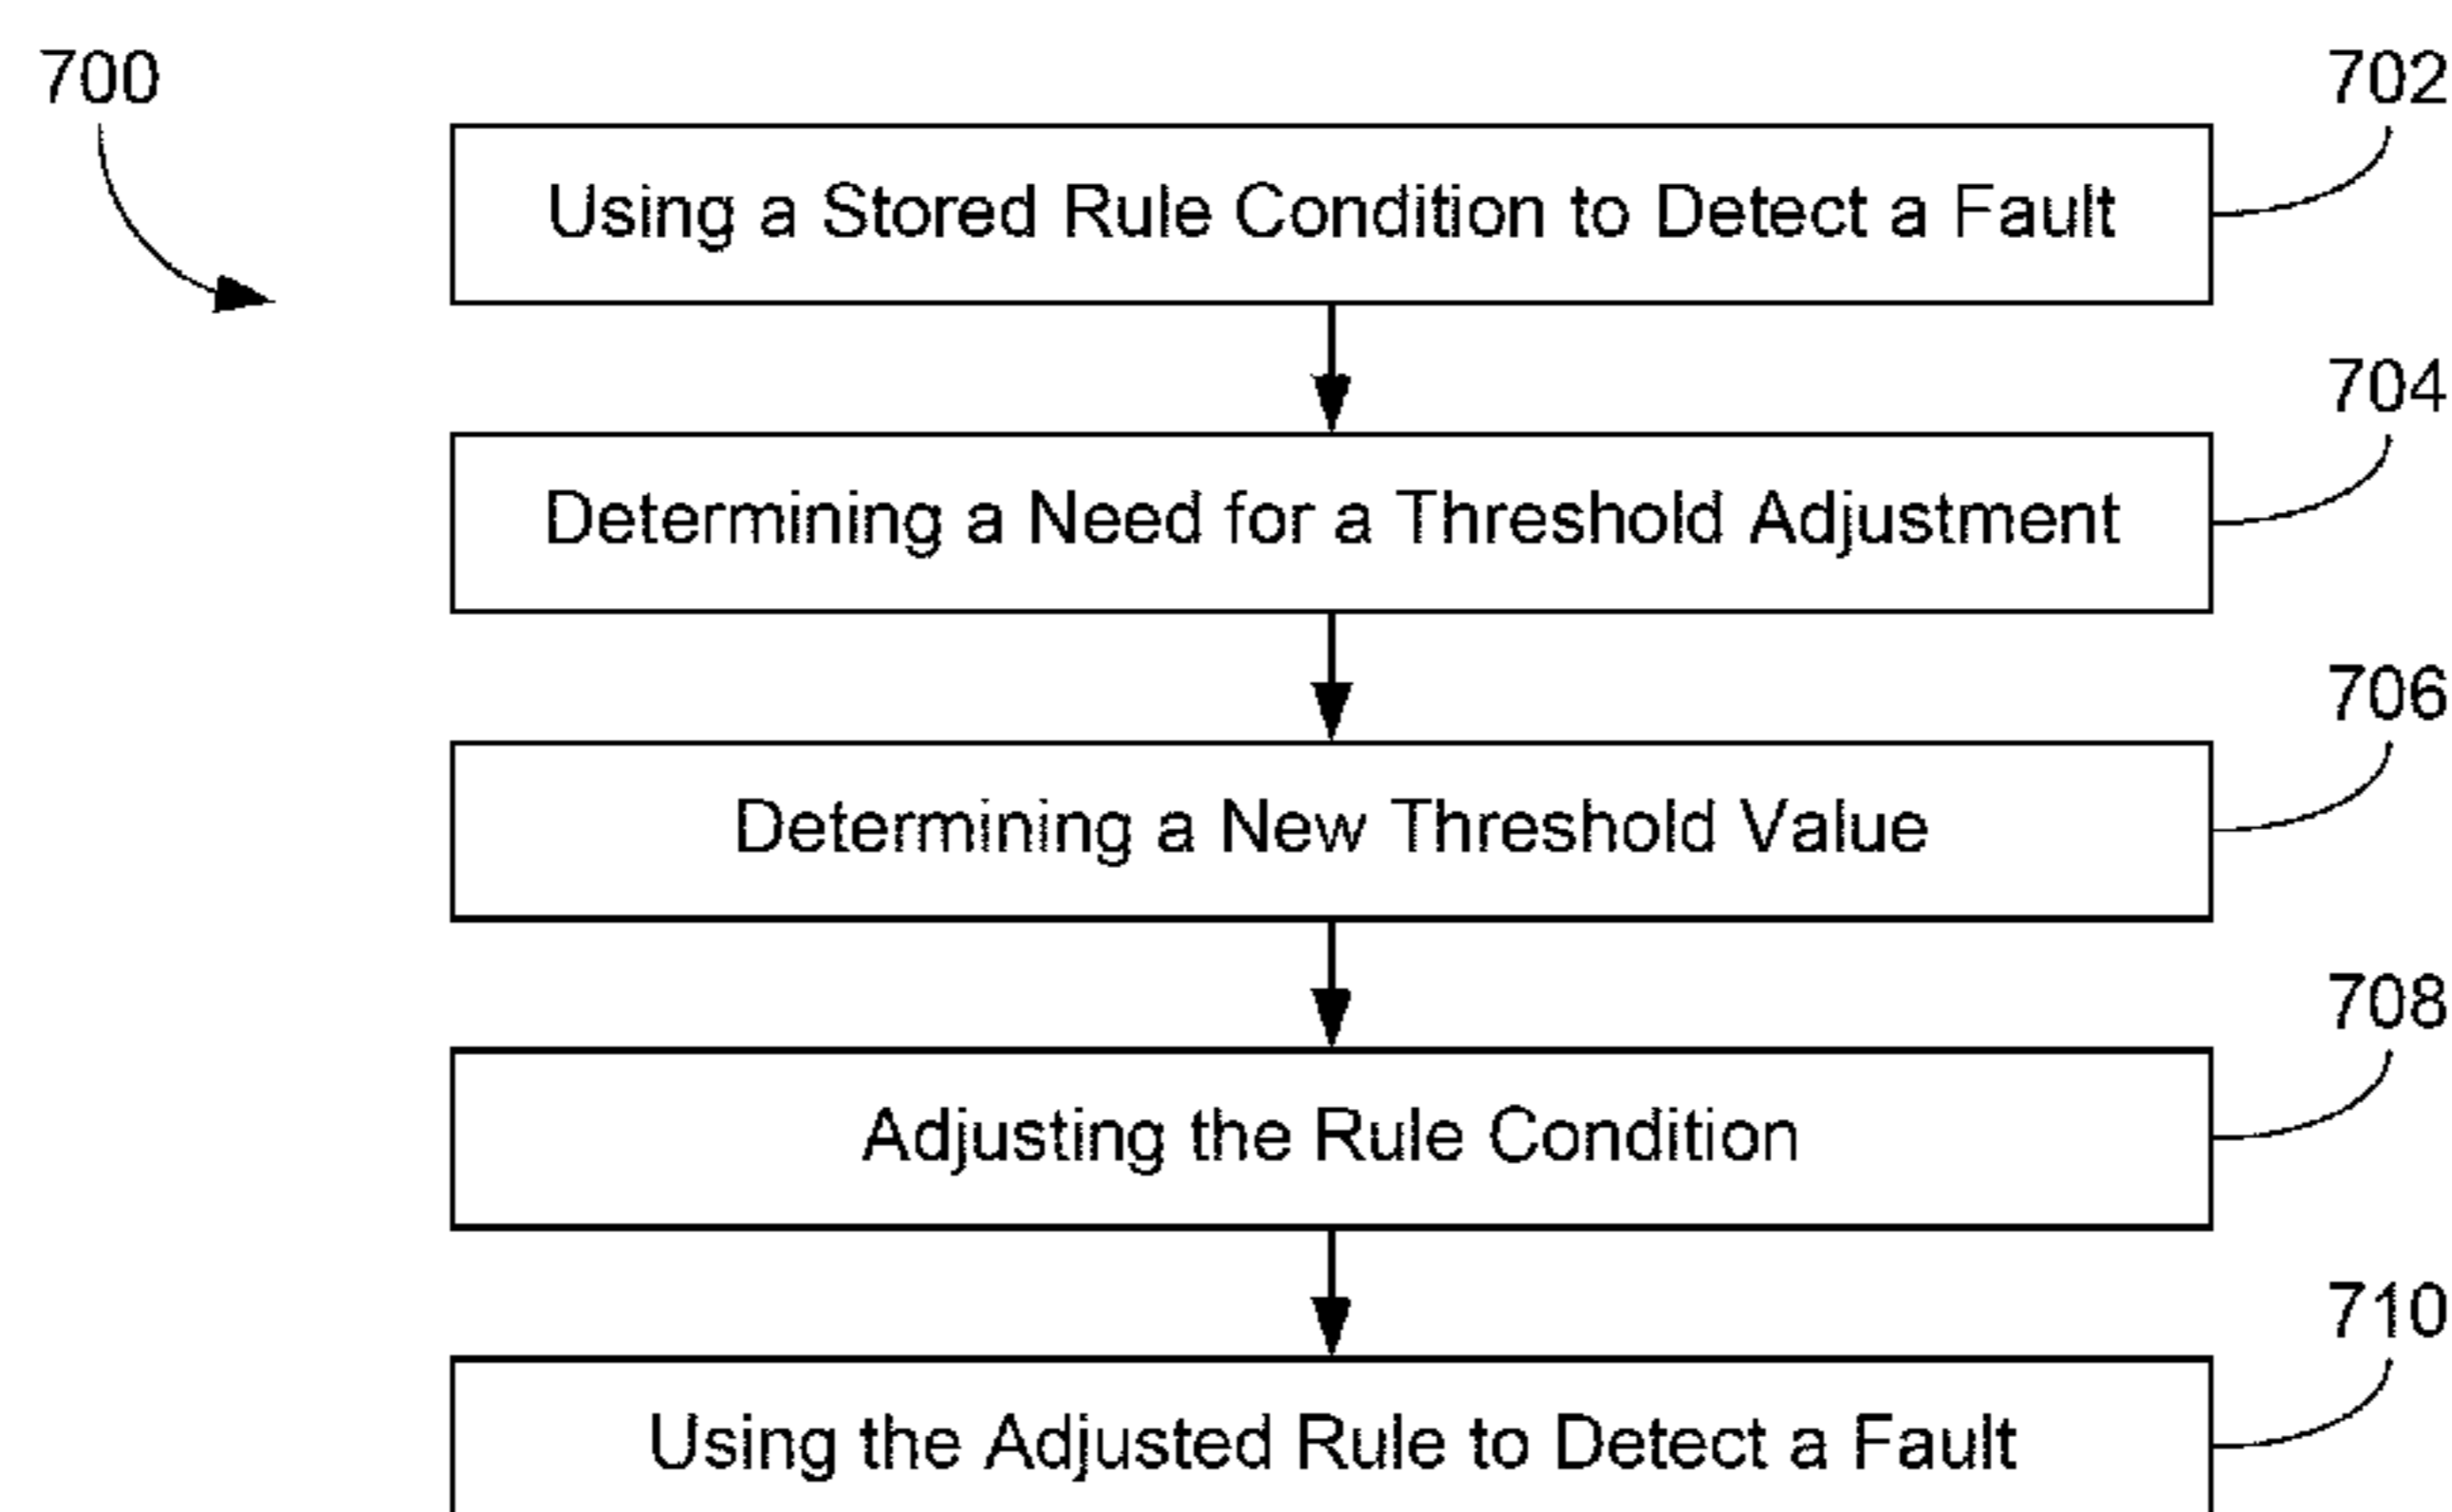 700
702
Using a Stored Rule Condition to Detect a Fault
704
Determining a Need for a Threshold Adjustment
706
Determining a New Threshold Value
708
Adjusting the Rule Condition
710
Using the Adjusted Rule to Detect a Fault